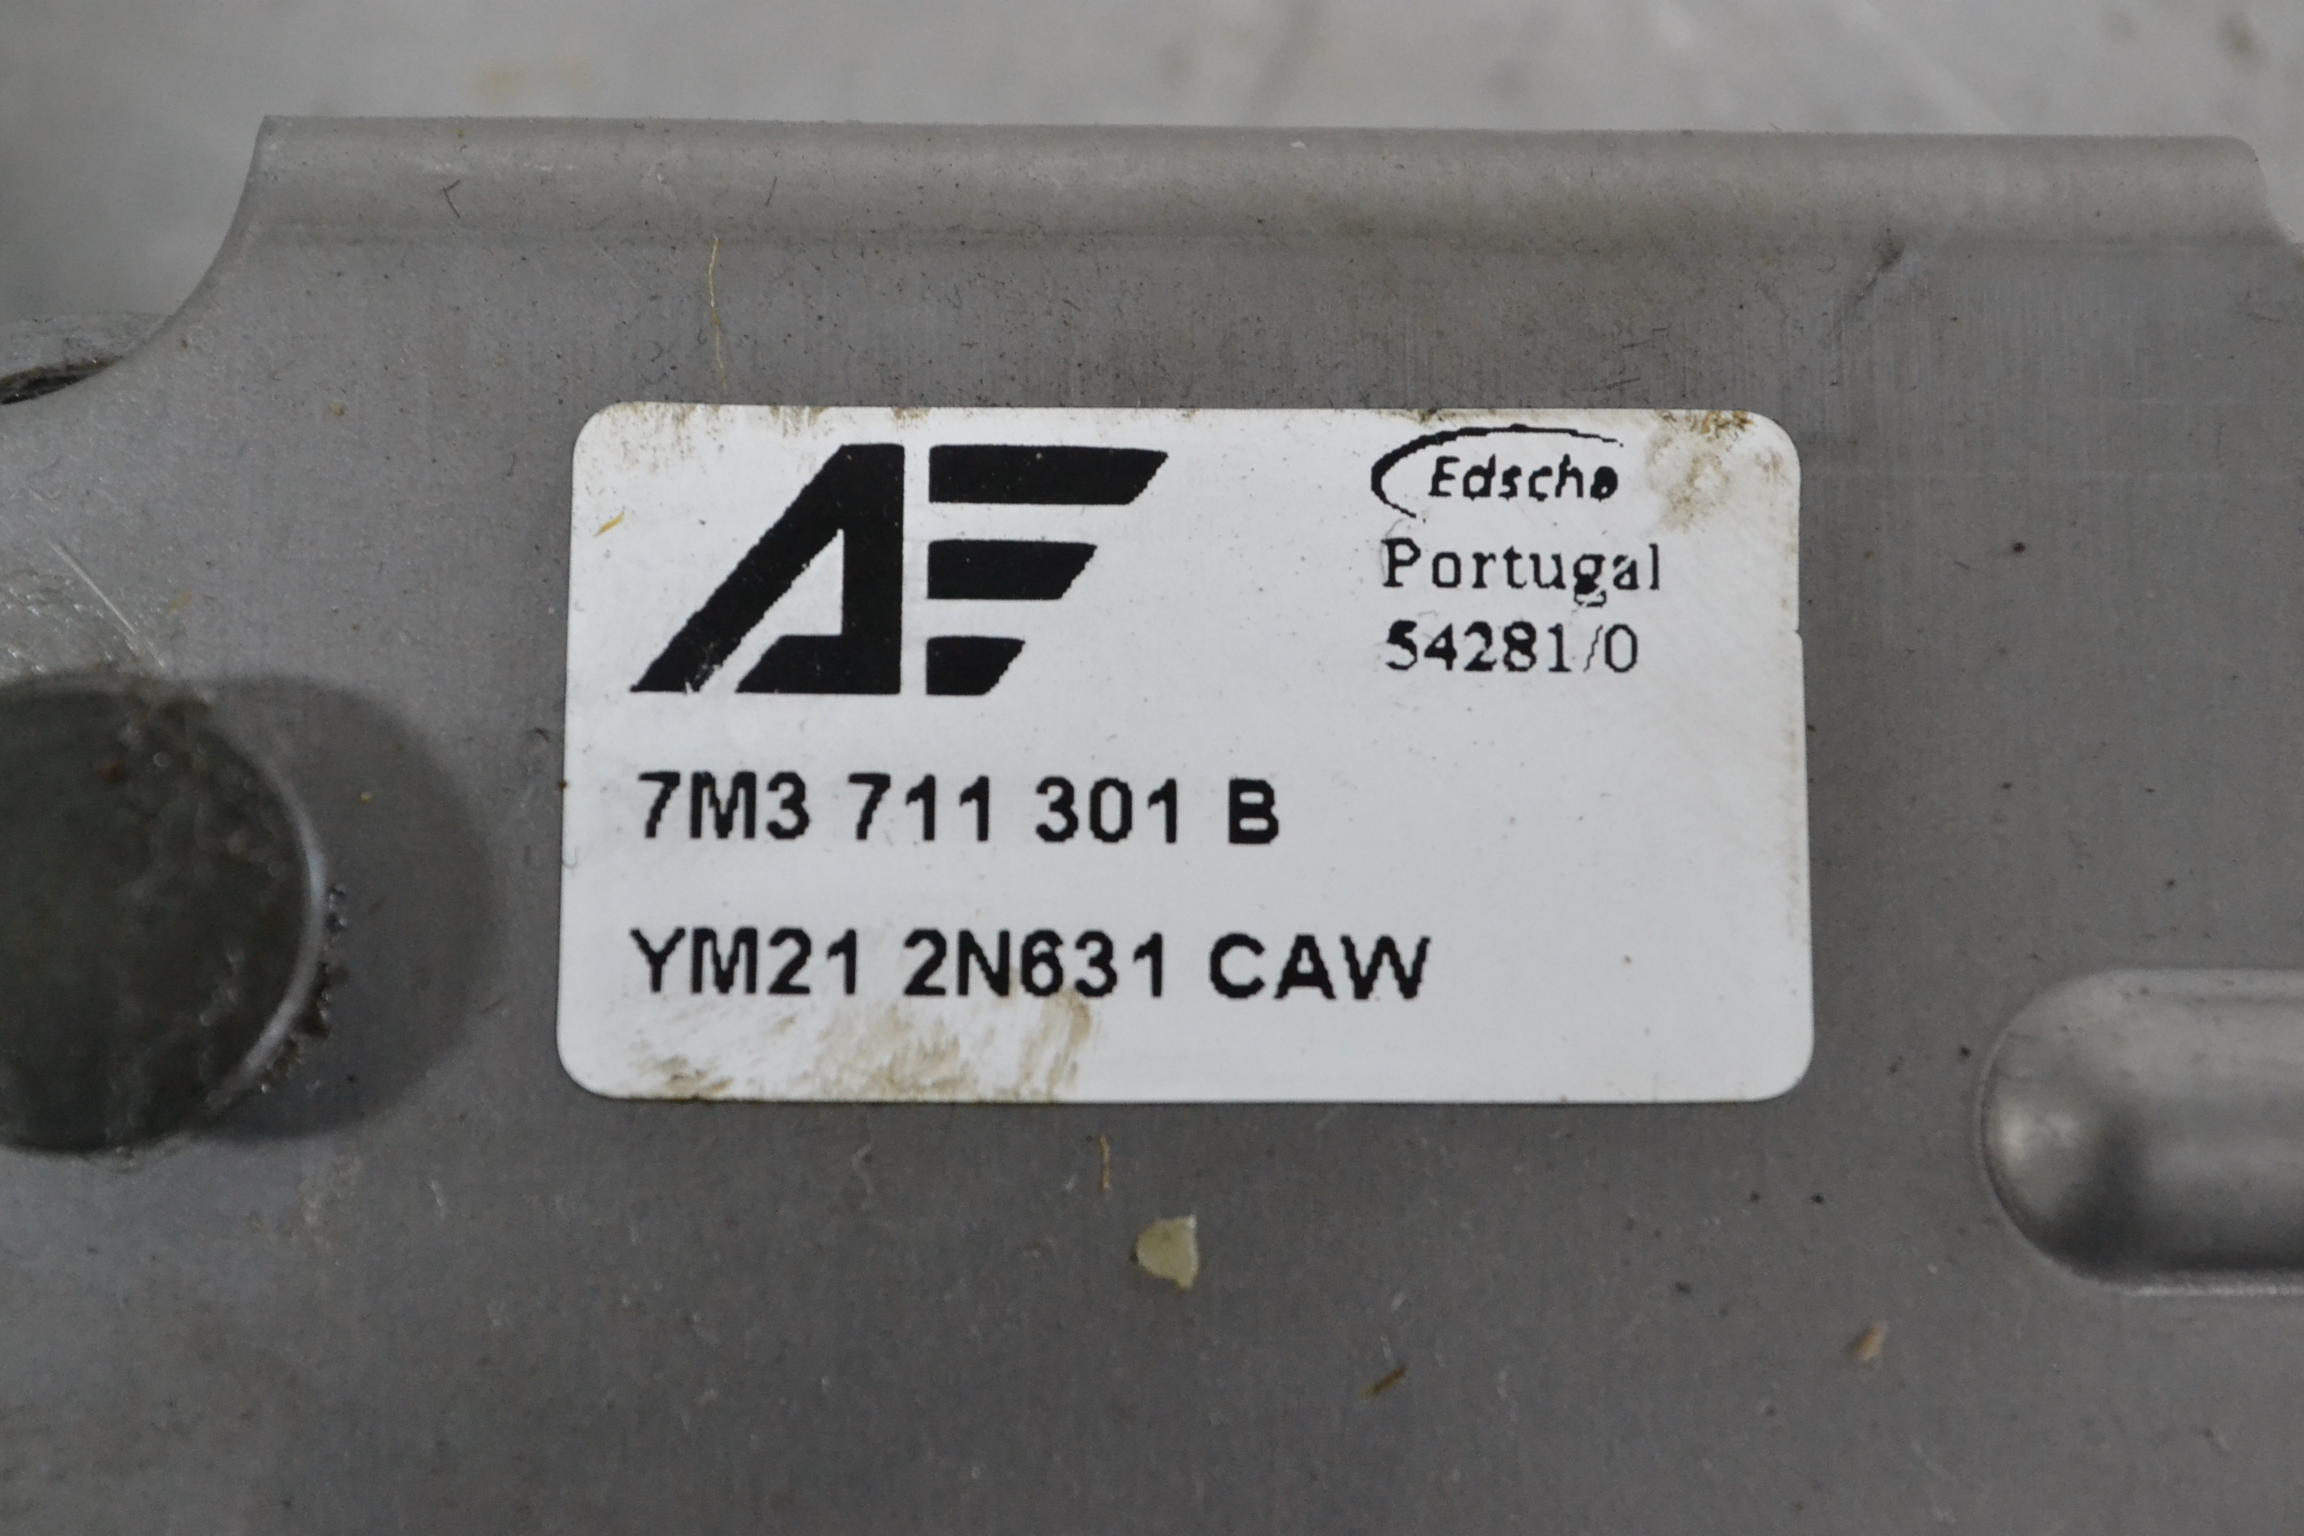 AF
Edscha
Portugal
54281/0
7M3 711 301 B
YM21 2N631 CAW